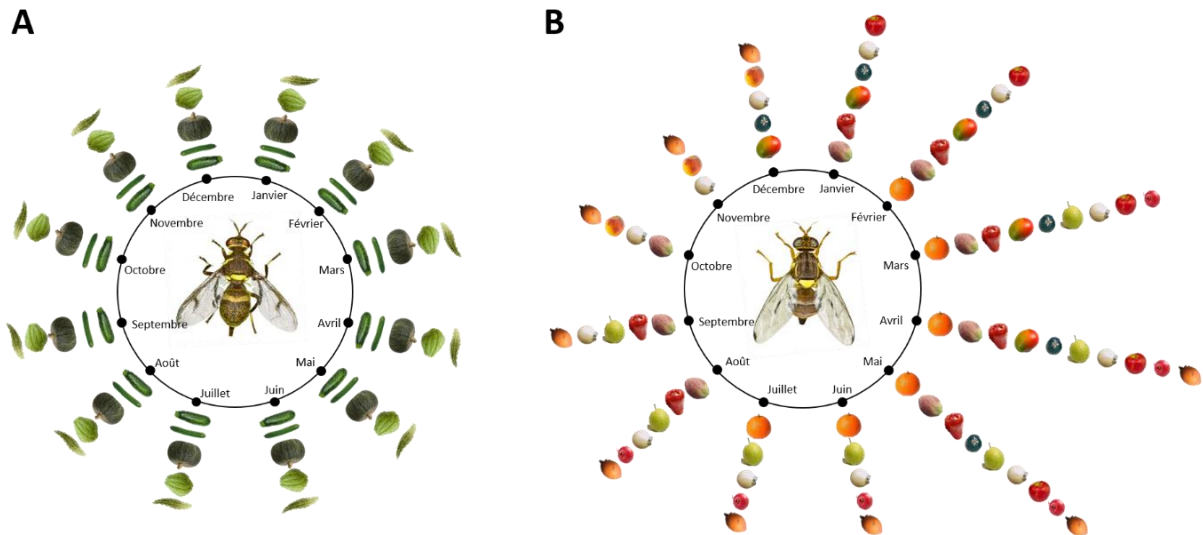 A
Décembre
Janvier
Février
Mars
Avril
Mai
Juin
Juillet
Août
Septembre
Octobre
Novembre
B
Décembre
Janvier
Février
Mars
Avril
Mai
Juin
Juillet
Août
Septembre
Octobre
Novembre